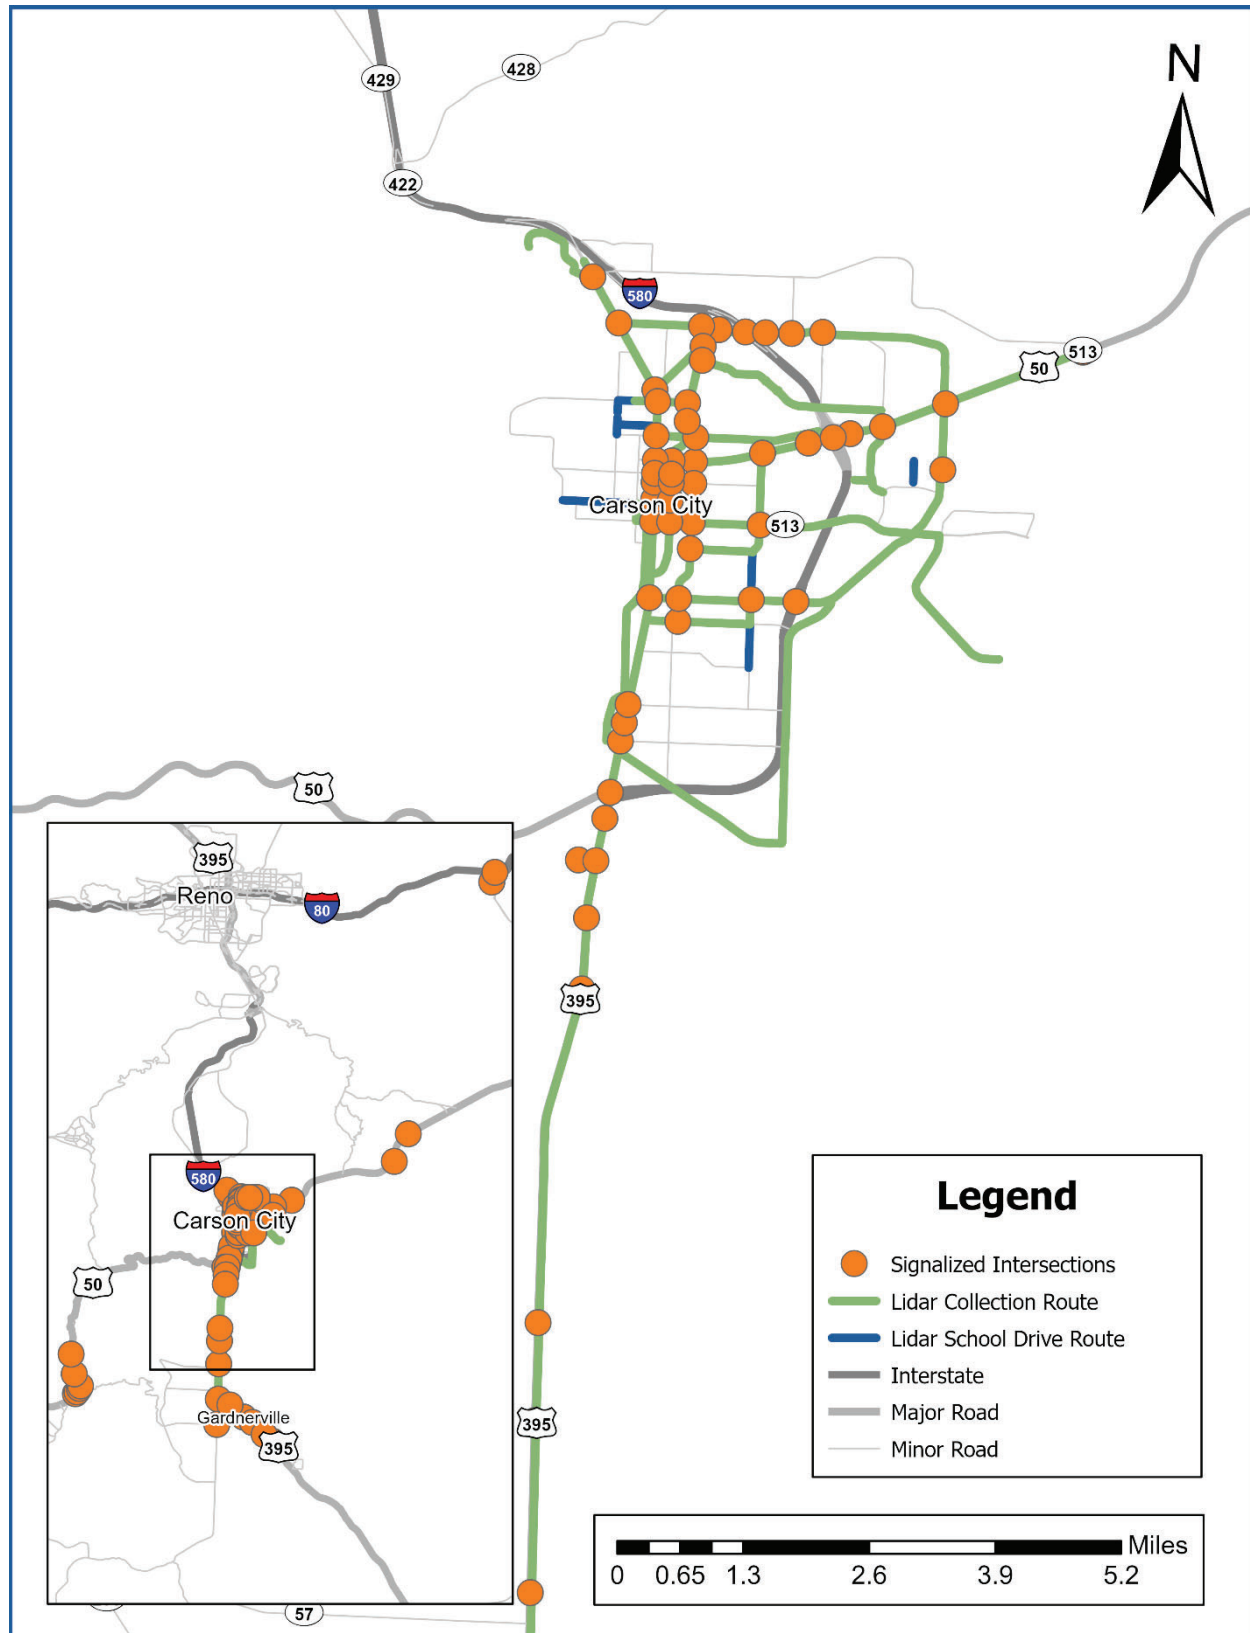 N
428
429
422
580
513
50
513
Carson City
50
395
Reno
80
395
580
Carson City
50
Gardnerville
395
395
57
Legend
Signalized Intersections
Lidar Collection Route
Lidar School Drive Route
Interstate
Major Road
Minor Road
Miles
0 0.65 1.3 2.6 3.9 5.2